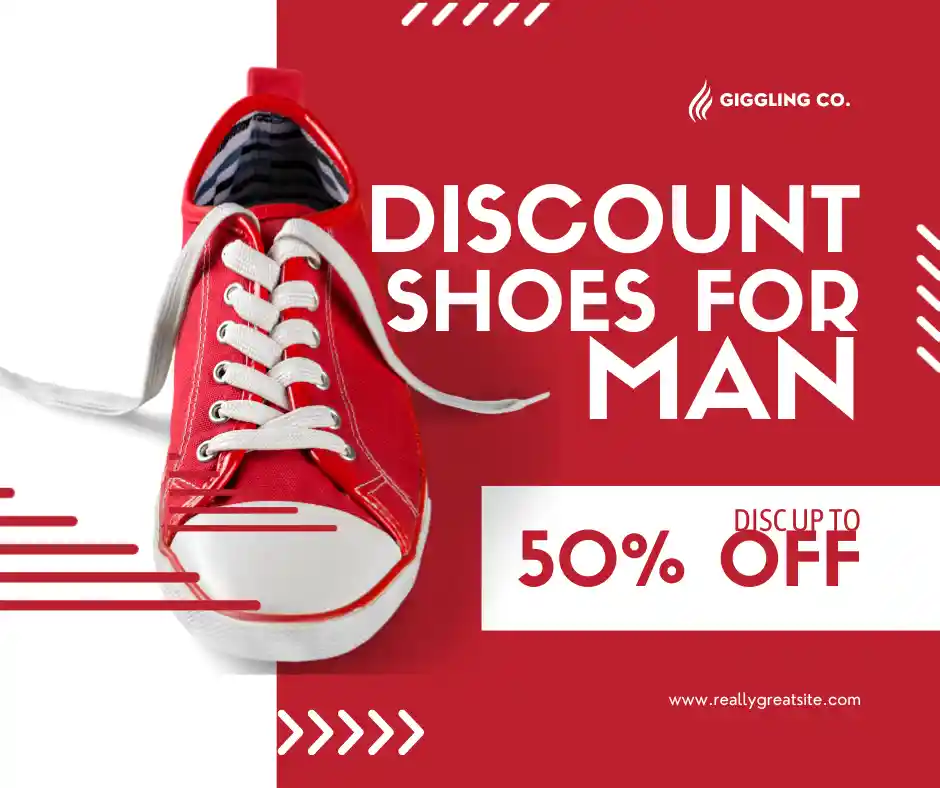 GIGGLING CO.
DISCOUNT
SHOES FOR
MAN
DISC UP TO
50% OFF
www.reallygreatsite.com